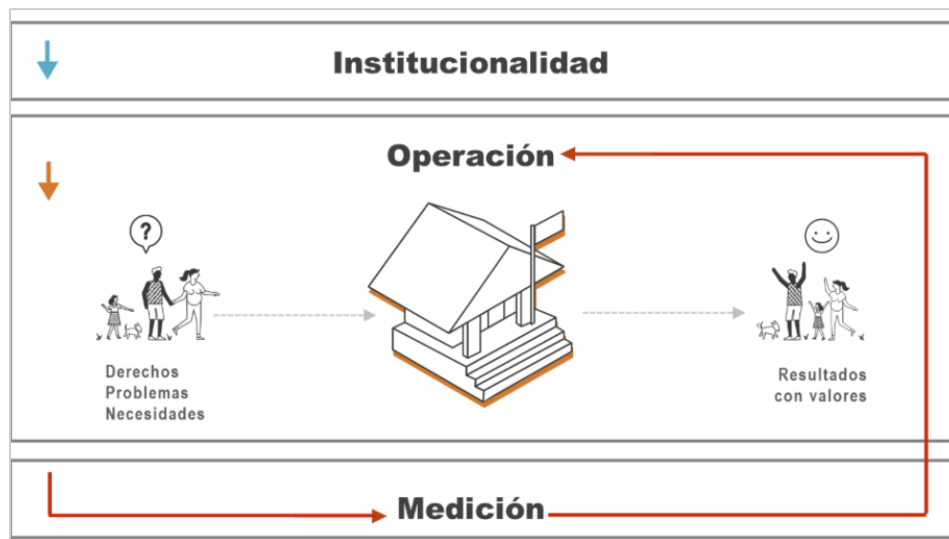 Institucionalidad
Operación
?
Derechos
Problemas
Necesidades
Resultados
con valores
Medición